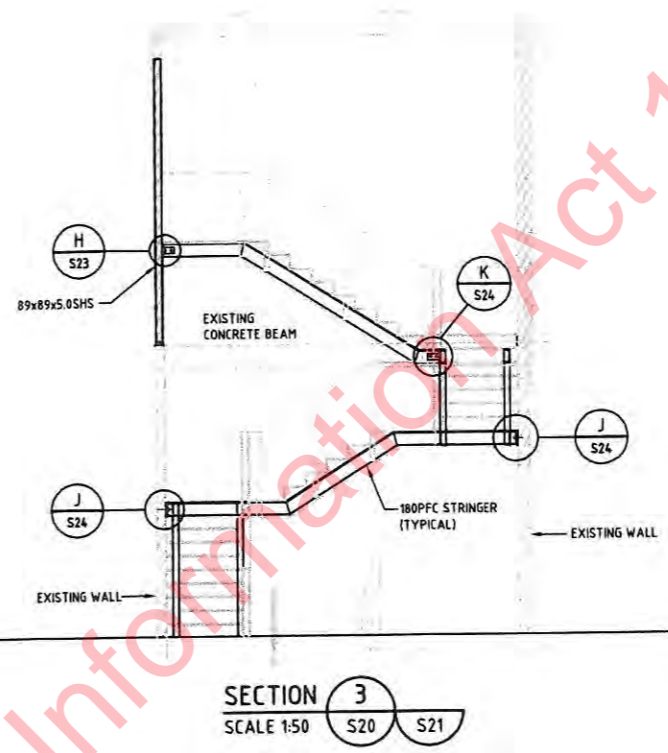 H
S23
89x89x5.0SHS
EXISTING
CONCRETE BEAM
K
S24
J
S24
J
S24
180PFC STRINGER
(TYPICAL)
EXISTING WALL
EXISTING WALL
SECTION 3
SCALE 1:50 S20 S21
Information Act 1